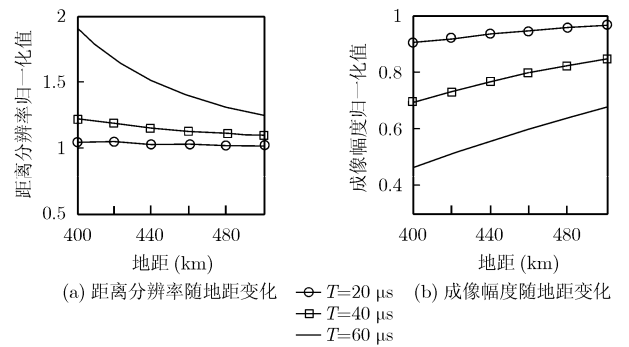 2
1.5
1
0.5
距离分辨率归一化值
400
440
480
地距 (km)
(a) 距离分辨率随地距变化
1
0.8
0.6
0.4
成像幅度归一化值
400
440
480
地距 (km)
(b) 成像幅度随地距变化
T=20 μs
T=40 μs
T=60 μs